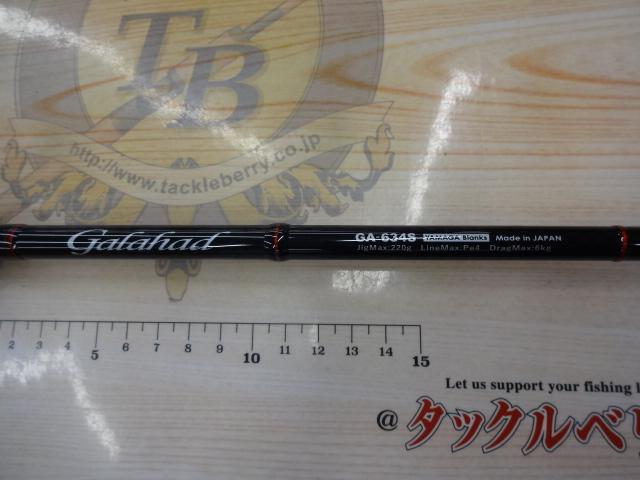 TB
http://www.tackleberry.co.jp
Galahad
GA-634S YAMAGA Blanks Made in JAPAN
JigMax:220g LineMax:Pe4 DragMax:6kg
2 3 4 5 6 7 8 9 10 11 12 13 14 15
Let us support your fishing
@タックルベ